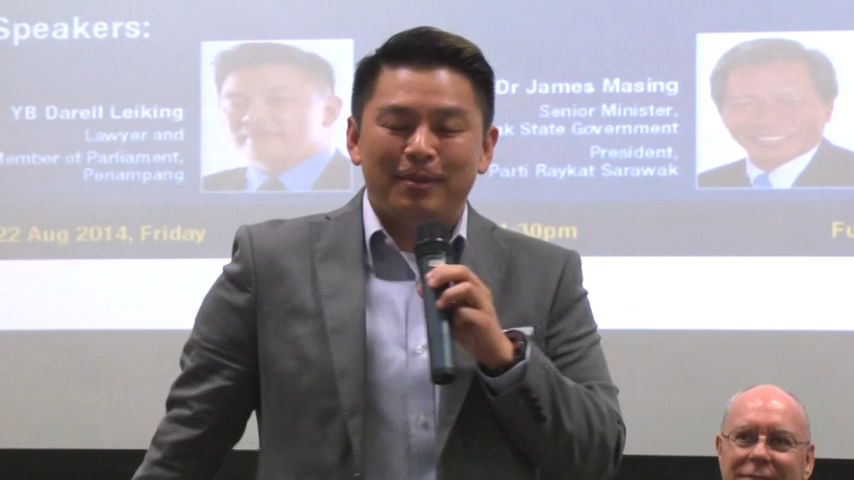 Speakers:
YB Darell Leiking
Lawyer and
Member of Parliament,
Penampang
Dr James Masing
Senior Minister,
State Government
President,
Parti Raykat Sarawak
22 Aug 2014, Friday
:30pm